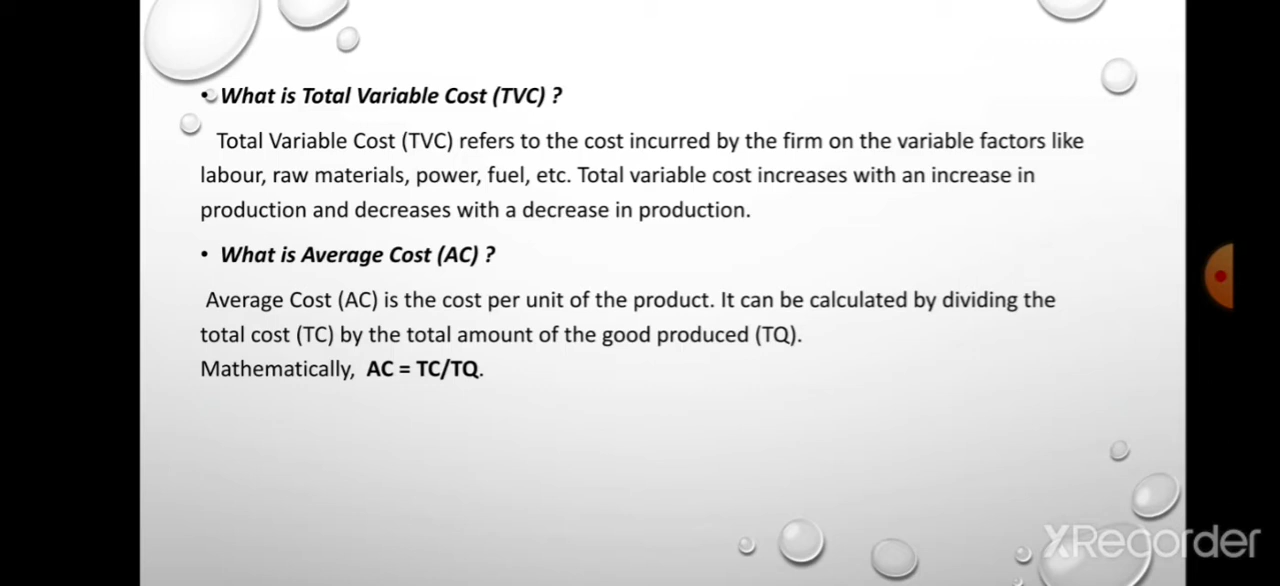 • What is Total Variable Cost (TVC) ?
Total Variable Cost (TVC) refers to the cost incurred by the firm on the variable factors like
labour, raw materials, power, fuel, etc. Total variable cost increases with an increase in
production and decreases with a decrease in production.
• What is Average Cost (AC) ?
Average Cost (AC) is the cost per unit of the product. It can be calculated by dividing the
total cost (TC) by the total amount of the good produced (TQ).
Mathematically, AC = TC/TQ.
XRecorder